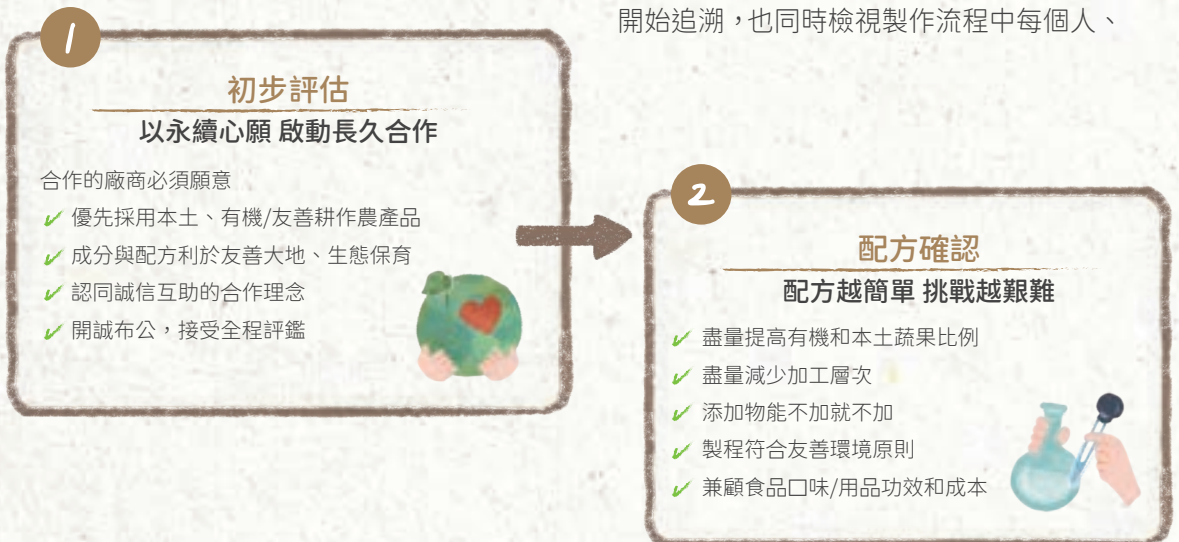 開始追溯，也同時檢視製作流程中每個人、
1
初步評估
以永續心願 啟動長久合作
合作的廠商必須願意
✔ 優先採用本土、有機/友善耕作農產品
✔ 成分與配方利於友善大地、生態保育
✔ 認同誠信互助的合作理念
✔ 開誠布公，接受全程評鑑
2
配方確認
配方越簡單 挑戰越艱難
✔ 盡量提高有機和本土蔬果比例
✔ 盡量減少加工層次
✔ 添加物能不加就不加
✔ 製程符合友善環境原則
✔ 兼顧食品口味/用品功效和成本